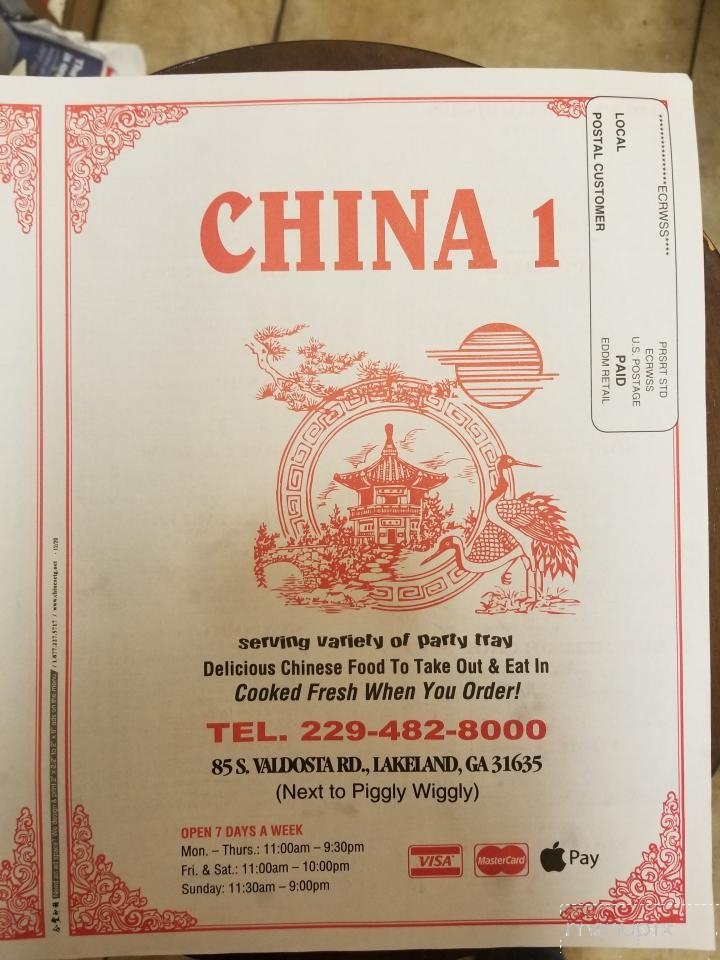 CHINA 1
*****************ECRWSS****
LOCAL
POSTAL CUSTOMER
PRSRT STD
ECRWSS
U.S. POSTAGE
PAID
EDDM RETAIL
serving variety of party tray
Delicious Chinese Food To Take Out & Eat In
Cooked Fresh When You Order!
TEL. 229-482-8000
85 S. VALDOSTA RD., LAKELAND, GA 31635
(Next to Piggly Wiggly)
OPEN 7 DAYS A WEEK
Mon. – Thurs.: 11:00am – 9:30pm
Fri. & Sat.: 11:00am – 10:00pm
Sunday: 11:30am – 9:00pm
VISA
MasterCard
Pay
menupix